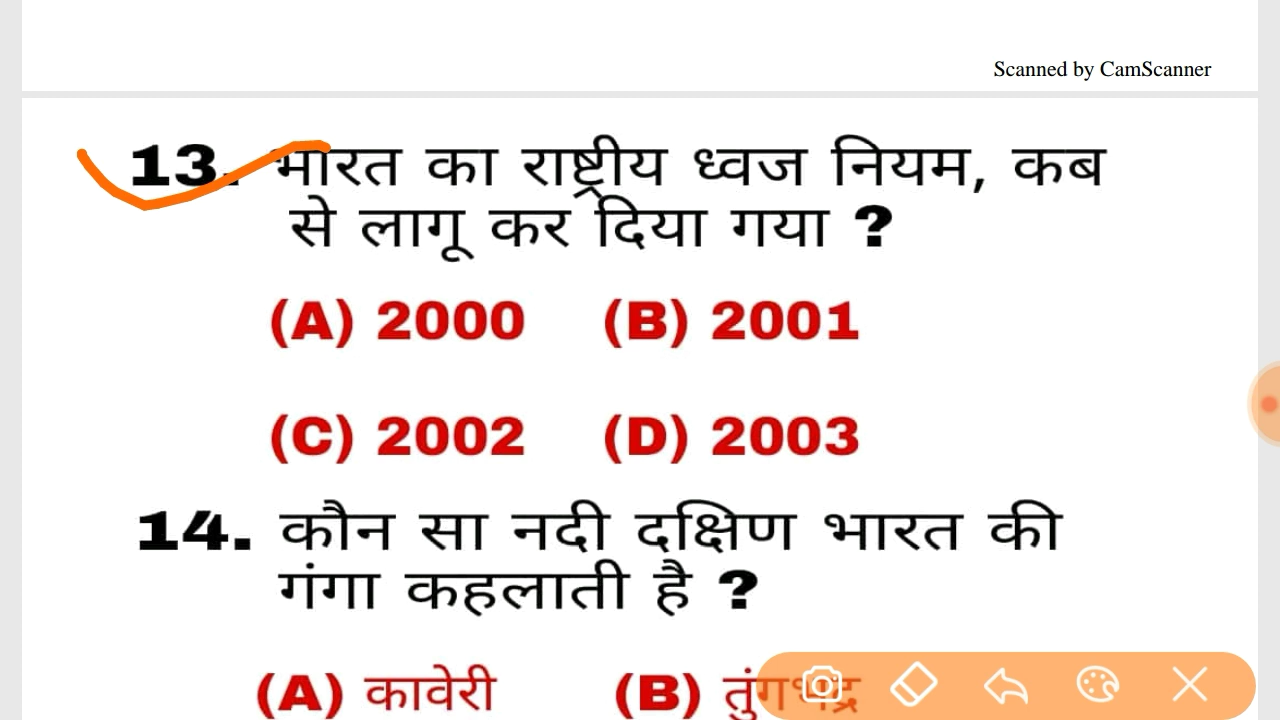 Scanned by CamScanner
13. भारत का राष्ट्रीय ध्वज नियम, कब
से लागू कर दिया गया ?
(A) 2000 (B) 2001
(C) 2002 (D) 2003
14. कौन सा नदी दक्षिण भारत की
गंगा कहलाती है ?
(A) कावेरी (B) तुंगभद्र